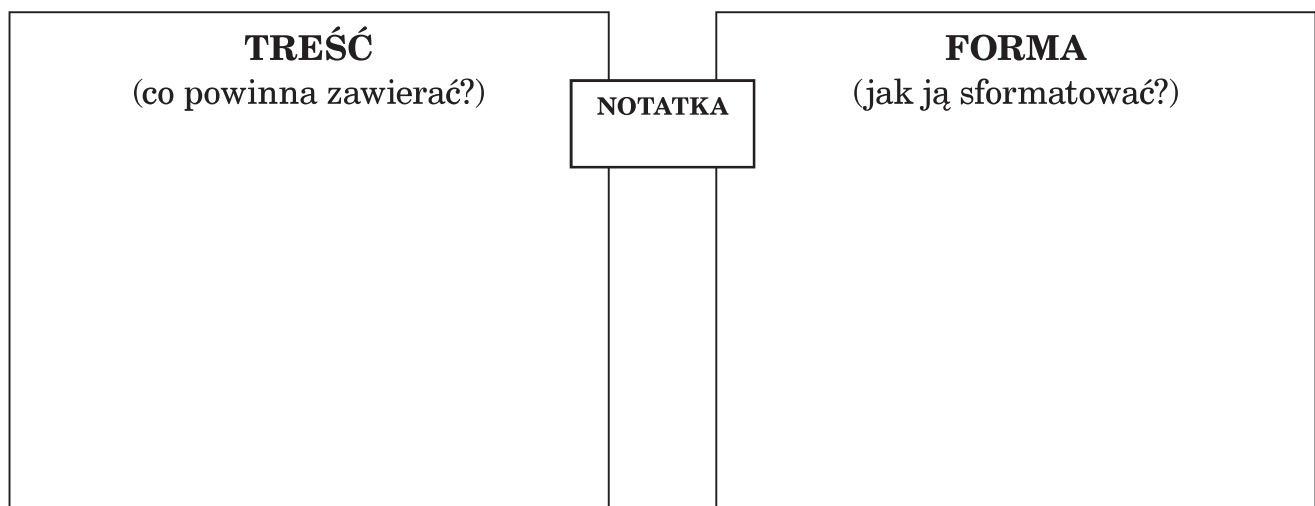 TREŚĆ
(co powinna zawierać?)
NOTATKA
FORMA
(jak ją sformatować?)